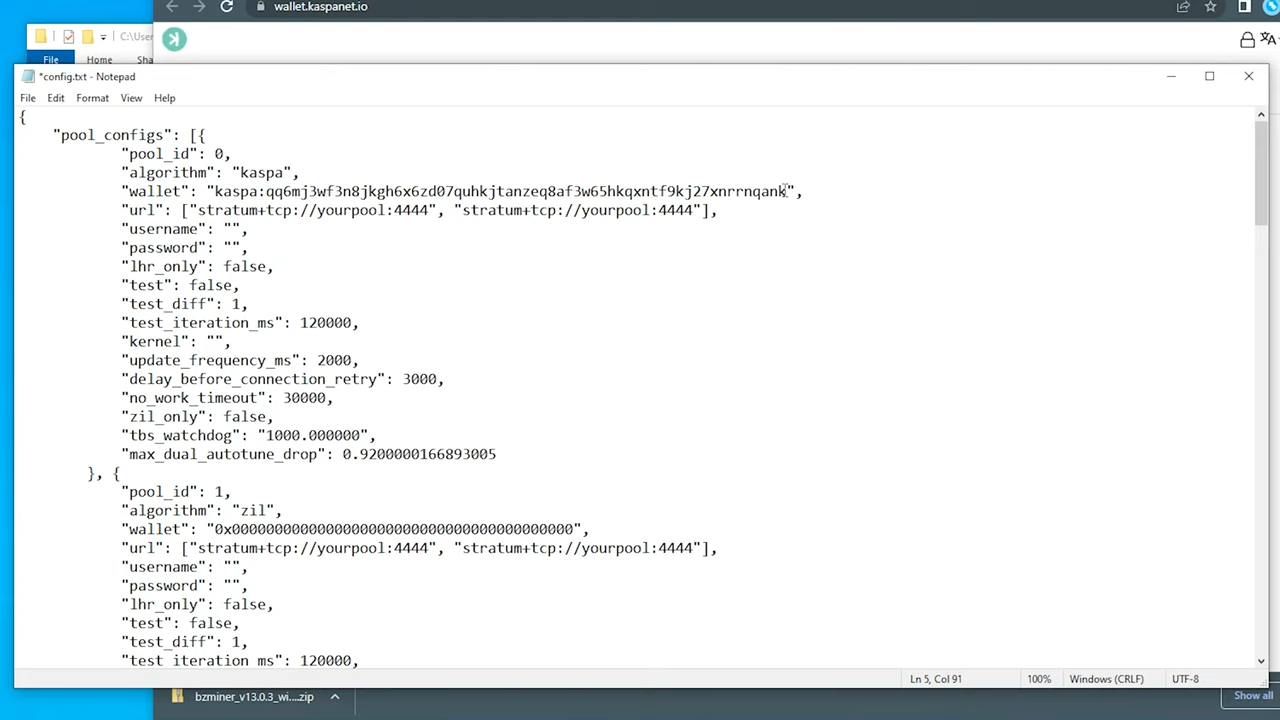 wallet.kaspanet.io
C:\User
File Home Sha
*config.txt - Notepad
File Edit Format View Help
{
"pool_configs": [{
"pool_id": 0,
"algorithm": "kaspa",
"wallet": "kaspa:qq6mj3wf3n8jkgh6x6zd07quhkjtanzeq8af3w65hkqxntf9kj27xnrrnqank",
"url": ["stratum+tcp://yourpool:4444", "stratum+tcp://yourpool:4444"],
"username": "",
"password": "",
"lhr_only": false,
"test": false,
"test_diff": 1,
"test_iteration_ms": 120000,
"kernel": "",
"update_frequency_ms": 2000,
"delay_before_connection_retry": 3000,
"no_work_timeout": 30000,
"zil_only": false,
"tbs_watchdog": "1000.000000",
"max_dual_autotune_drop": 0.9200000166893005
}, {
"pool_id": 1,
"algorithm": "zil",
"wallet": "0x0000000000000000000000000000000000000000",
"url": ["stratum+tcp://yourpool:4444", "stratum+tcp://yourpool:4444"],
"username": "",
"password": "",
"lhr_only": false,
"test": false,
"test_diff": 1,
"test_iteration_ms": 120000,
Ln 5, Col 91 100% Windows (CRLF) UTF-8
bzminer_v13.0.3_wi....zip
Show all